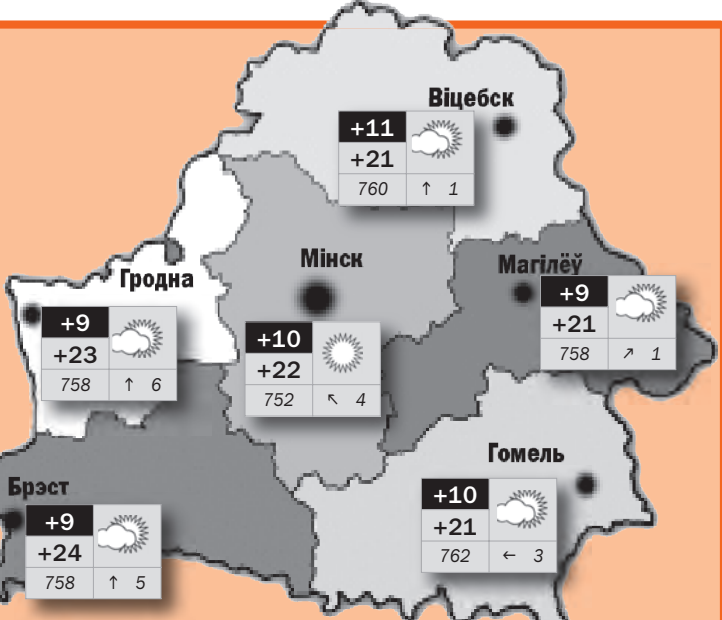 Віцебск
+11
+21
760 ↑ 1
Мінск
+10
+22
752 ↖ 4
Магілёў
+9
+21
758 ↗ 1
Гродна
+9
+23
758 ↑ 6
Гомель
+10
+21
762 ← 3
Брэст
+9
+24
758 ↑ 5